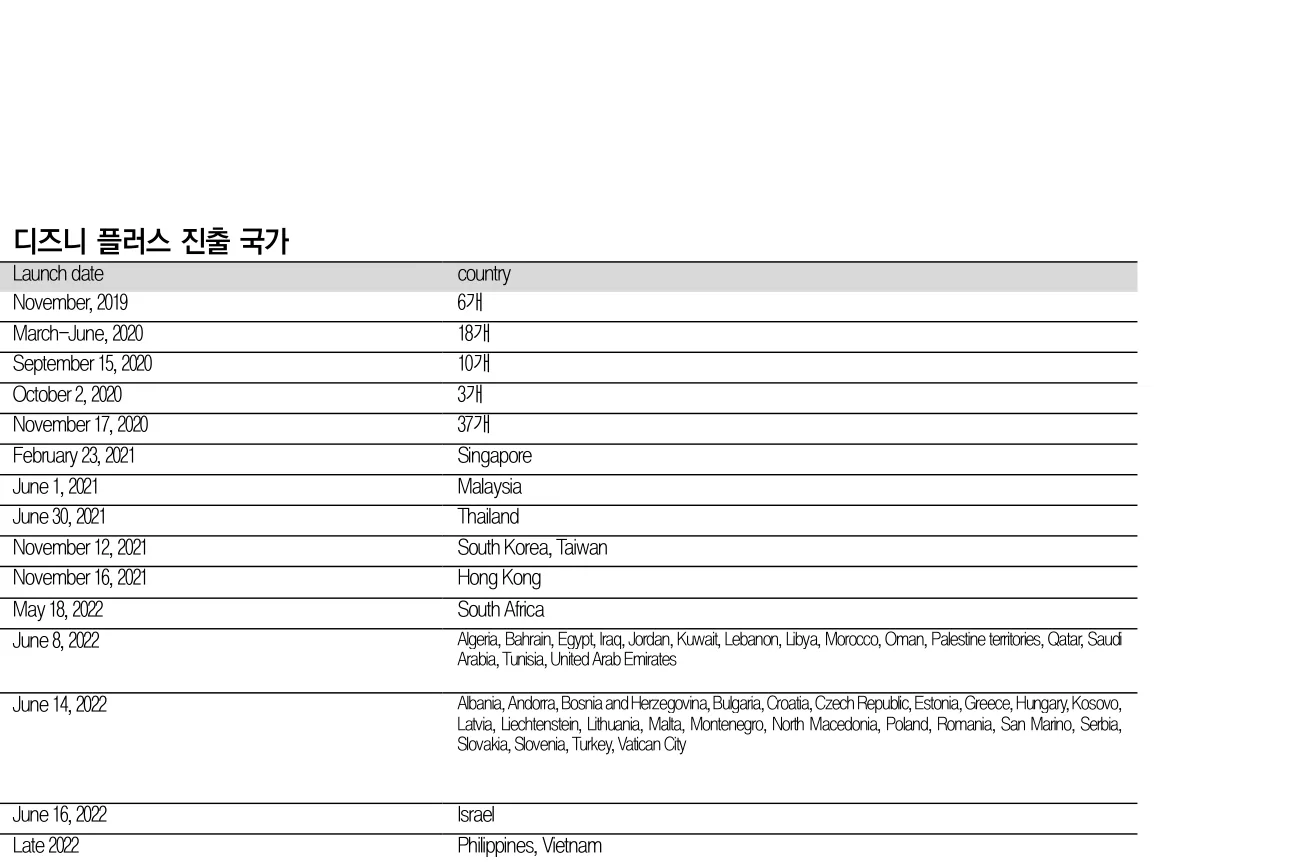 디즈니 플러스 진출 국가
Launch date country
November, 2019 6개
March-June, 2020 18개
September 15, 2020 10개
October 2, 2020 3개
November 17, 2020 37개
February 23, 2021 Singapore
June 1, 2021 Malaysia
June 30, 2021 Thailand
November 12, 2021 South Korea, Taiwan
November 16, 2021 Hong Kong
May 18, 2022 South Africa
June 8, 2022 Algeria, Bahrain, Egypt, Iraq, Jordan, Kuwait, Lebanon, Libya, Morocco, Oman, Palestine territories, Qatar, Saudi
Arabia, Tunisia, United Arab Emirates
June 14, 2022 Albania, Andorra, Bosnia and Herzegovina, Bulgaria, Croatia, Czech Republic, Estonia, Greece, Hungary, Kosovo,
Latvia, Liechtenstein, Lithuania, Malta, Montenegro, North Macedonia, Poland, Romania, San Marino, Serbia,
Slovakia, Slovenia, Turkey, Vatican City
June 16, 2022 Israel
Late 2022 Philippines, Vietnam